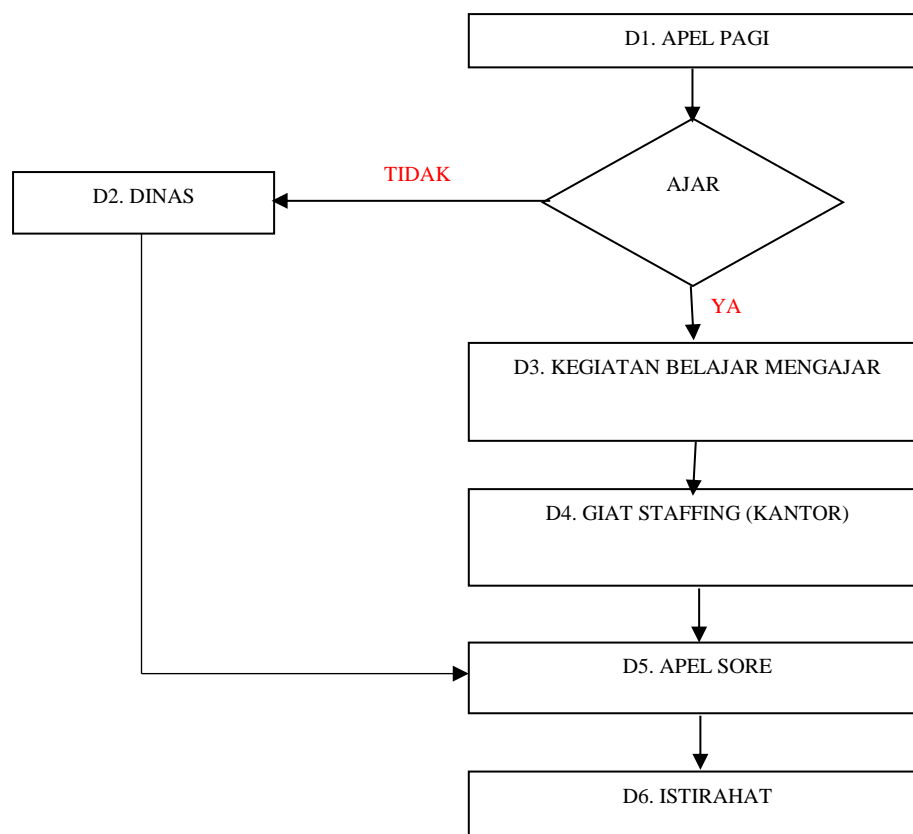 D1. APEL PAGI
AJAR
TIDAK
D2. DINAS
YA
D3. KEGIATAN BELAJAR MENGAJAR
D4. GIAT STAFFING (KANTOR)
D5. APEL SORE
D6. ISTIRAHAT